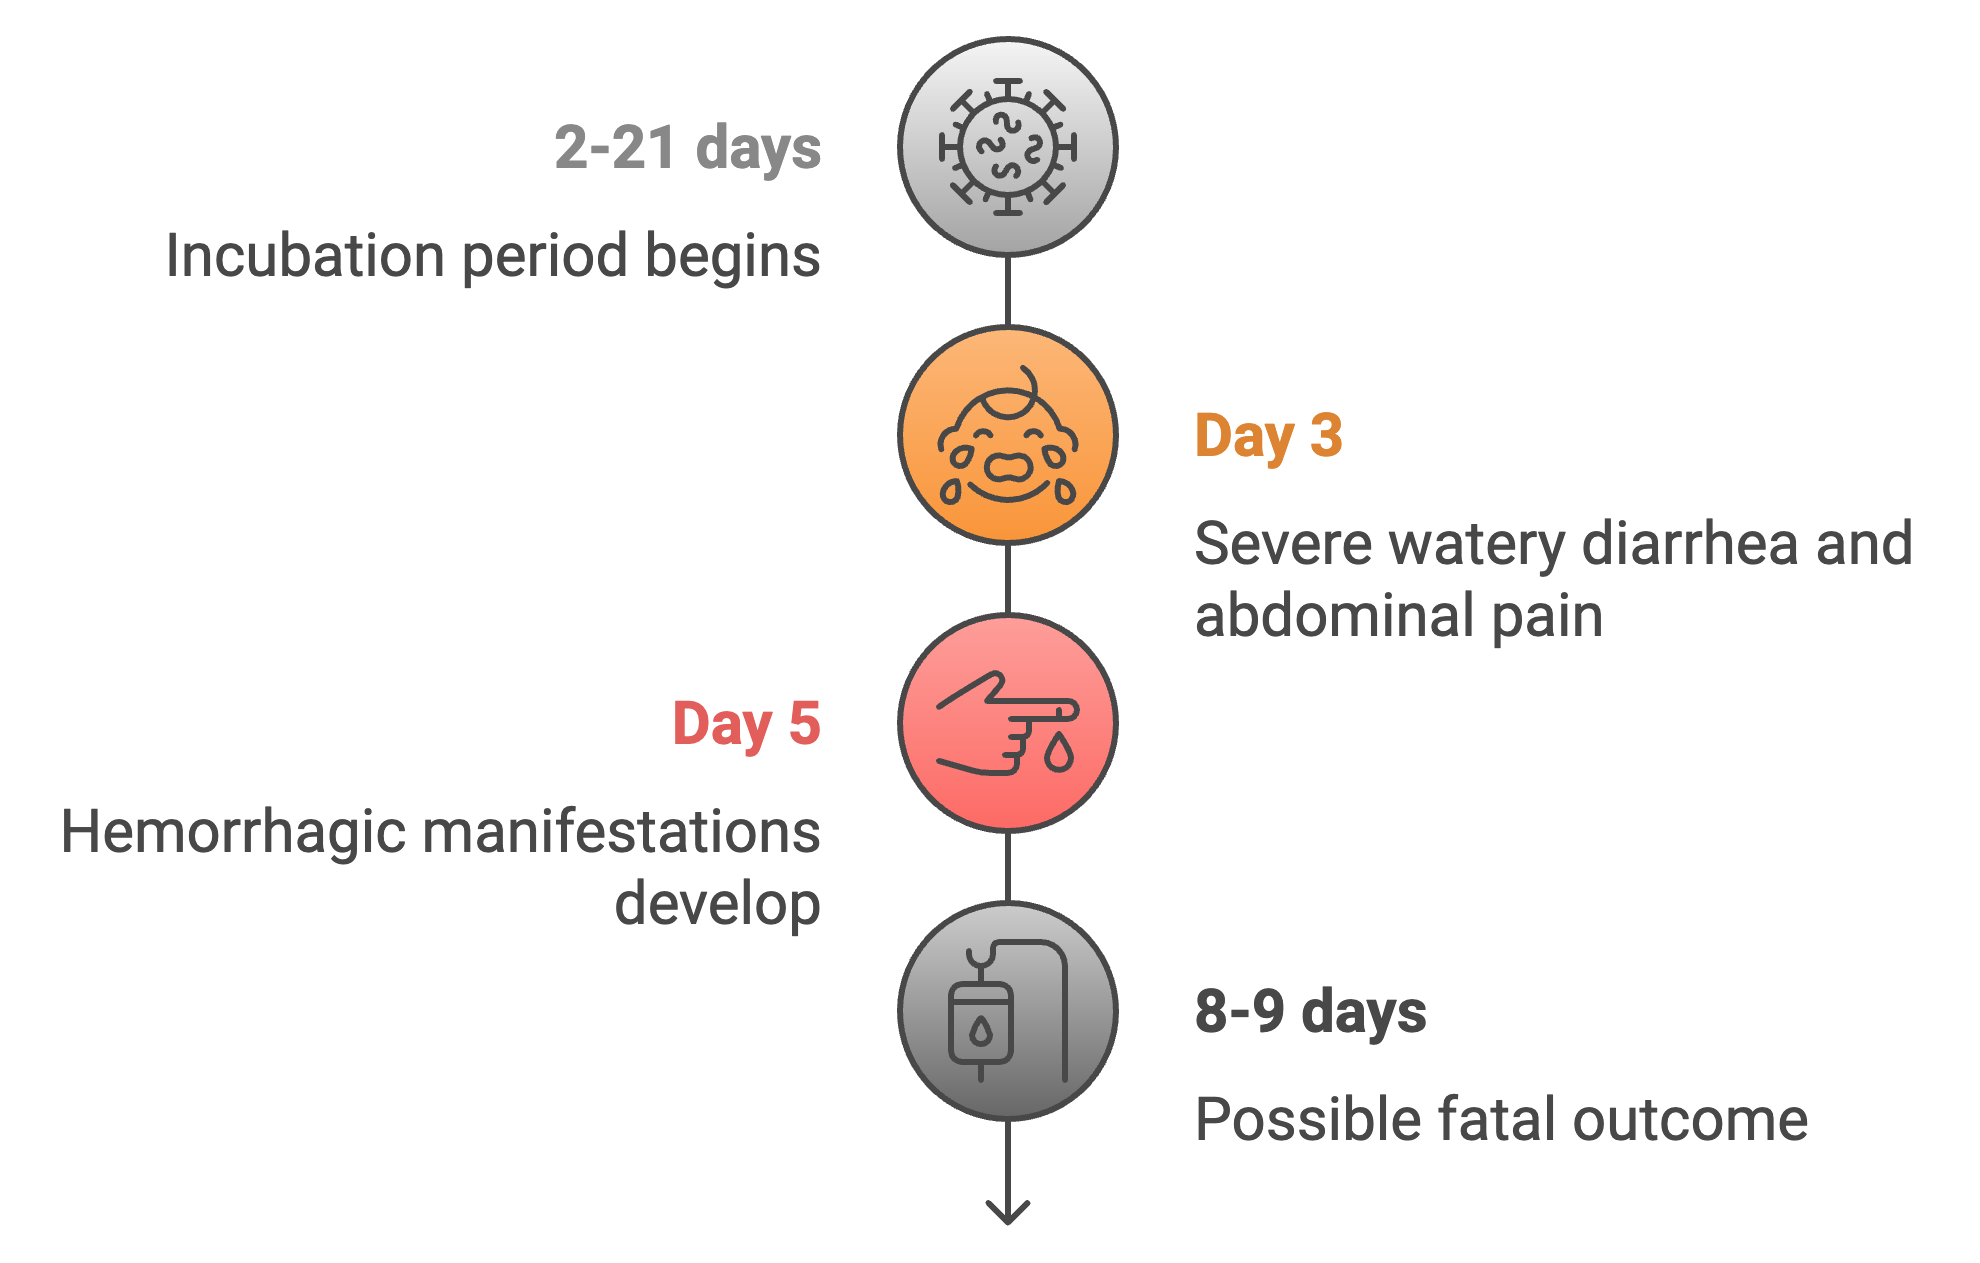 2-21 days
Incubation period begins
Day 3
Severe watery diarrhea and
abdominal pain
Day 5
Hemorrhagic manifestations
develop
8-9 days
Possible fatal outcome